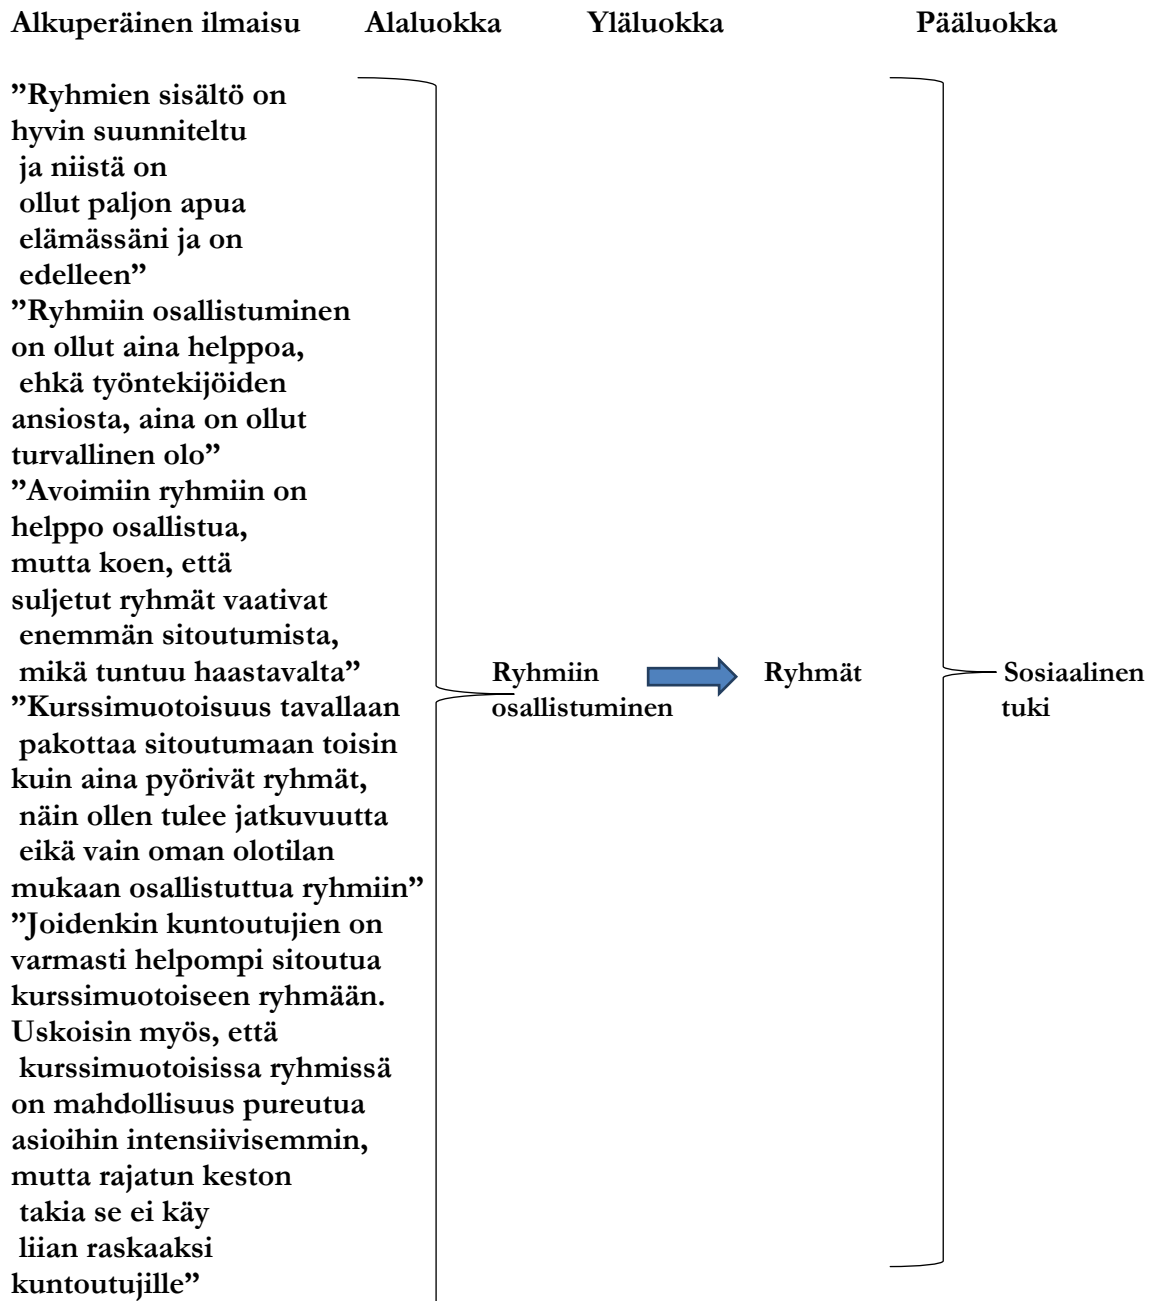 Alkuperäinen ilmaisu Alaluokka Yläluokka Pääluokka
”Ryhmien sisältö on
hyvin suunniteltu
ja niistä on
ollut paljon apua
elämässäni ja on
edelleen”
”Ryhmiin osallistuminen
on ollut aina helppoa,
ehkä työntekijöiden
ansiosta, aina on ollut
turvallinen olo”
”Avoimiin ryhmiin on
helppo osallistua,
mutta koen, että
suljetut ryhmät vaativat
enemmän sitoutumista,
mikä tuntuu haastavalta”
”Kurssimuotoisuus tavallaan
pakottaa sitoutumaan toisin
kuin aina pyörivät ryhmät,
näin ollen tulee jatkuvuutta
eikä vain oman olotilan
mukaan osallistuttua ryhmiin”
”Joidenkin kuntoutujien on
varmasti helpompi sitoutua
kurssimuotoiseen ryhmään.
Uskoisin myös, että
kurssimuotoisissa ryhmissä
on mahdollisuus pureutua
asioihin intensiivisemmin,
mutta rajatun keston
takia se ei käy
liian raskaaksi
kuntoutujille”
Ryhmiin
osallistuminen
Ryhmät
Sosiaalinen
tuki